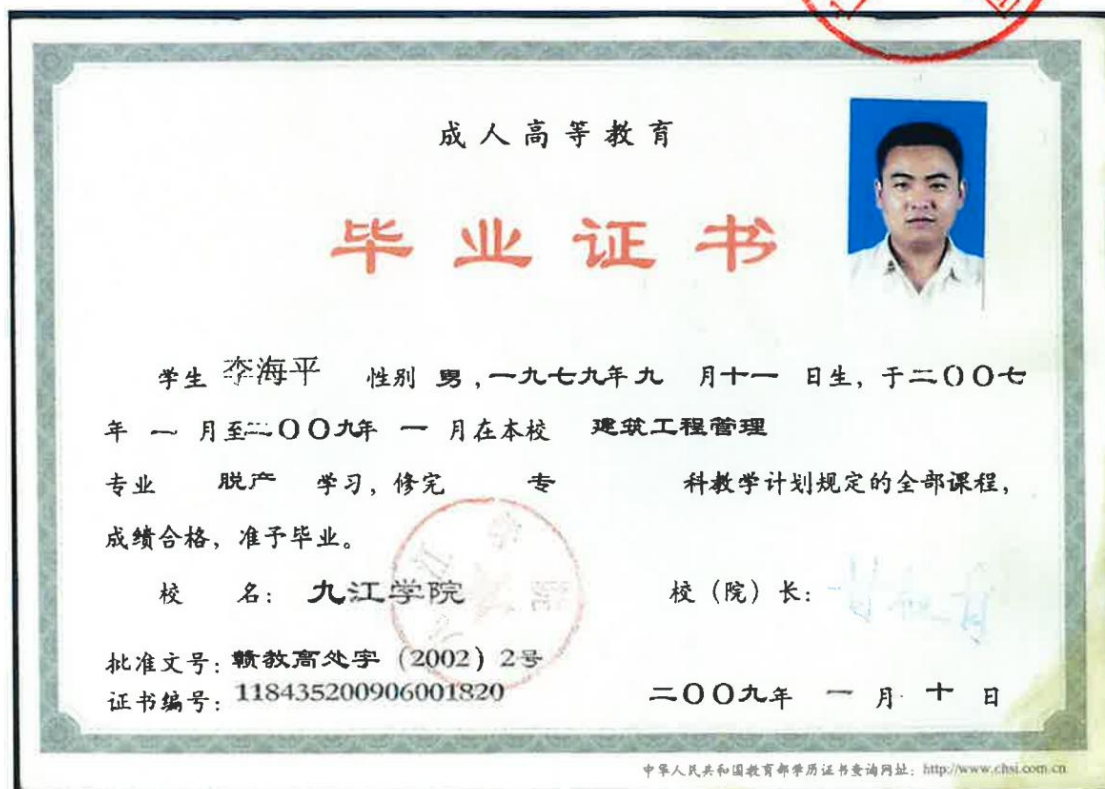 成人高等教育
毕业证书
学生 李海平 性别 男，一九七九年九 月十一 日生，于二〇〇七
年 一 月至二〇〇九年 一 月在本校 建筑工程管理
专业 脱产 学习，修完 专 科教学计划规定的全部课程，
成绩合格，准予毕业。
校 名：九江学院 校（院）长：
批准文号：赣教高处字（2002）2号
证书编号：118435200906001820 二〇〇九年 一 月 十 日
中华人民共和国教育部学历证书查询网址：http://www.chsi.com.cn